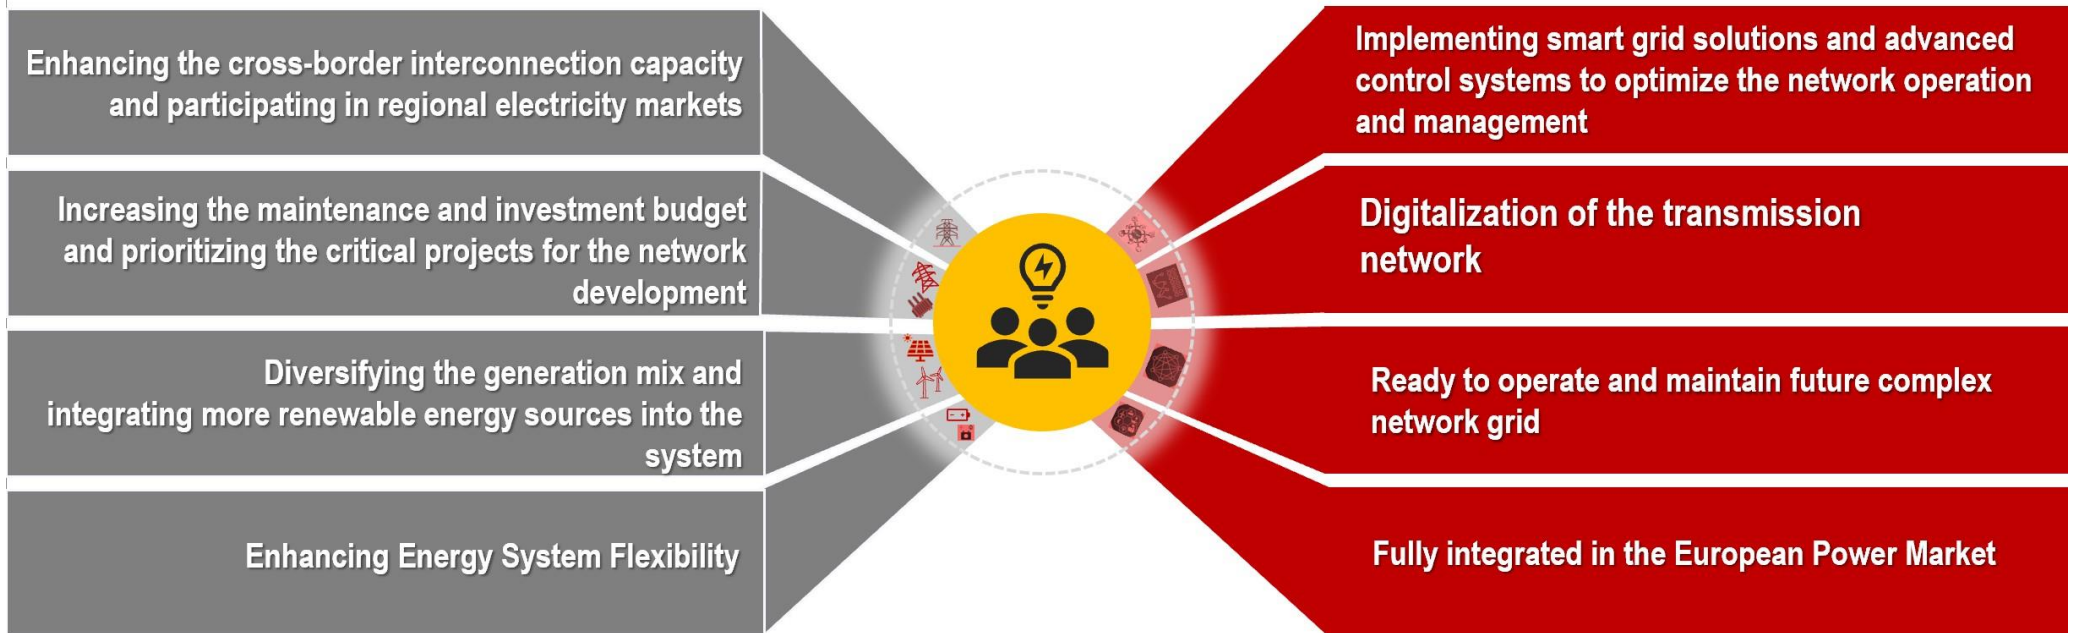 Enhancing the cross-border interconnection capacity
and participating in regional electricity markets
Increasing the maintenance and investment budget
and prioritizing the critical projects for the network
development
Diversifying the generation mix and
integrating more renewable energy sources into the
system
Enhancing Energy System Flexibility
Implementing smart grid solutions and advanced
control systems to optimize the network operation
and management
Digitalization of the transmission
network
Ready to operate and maintain future complex
network grid
Fully integrated in the European Power Market